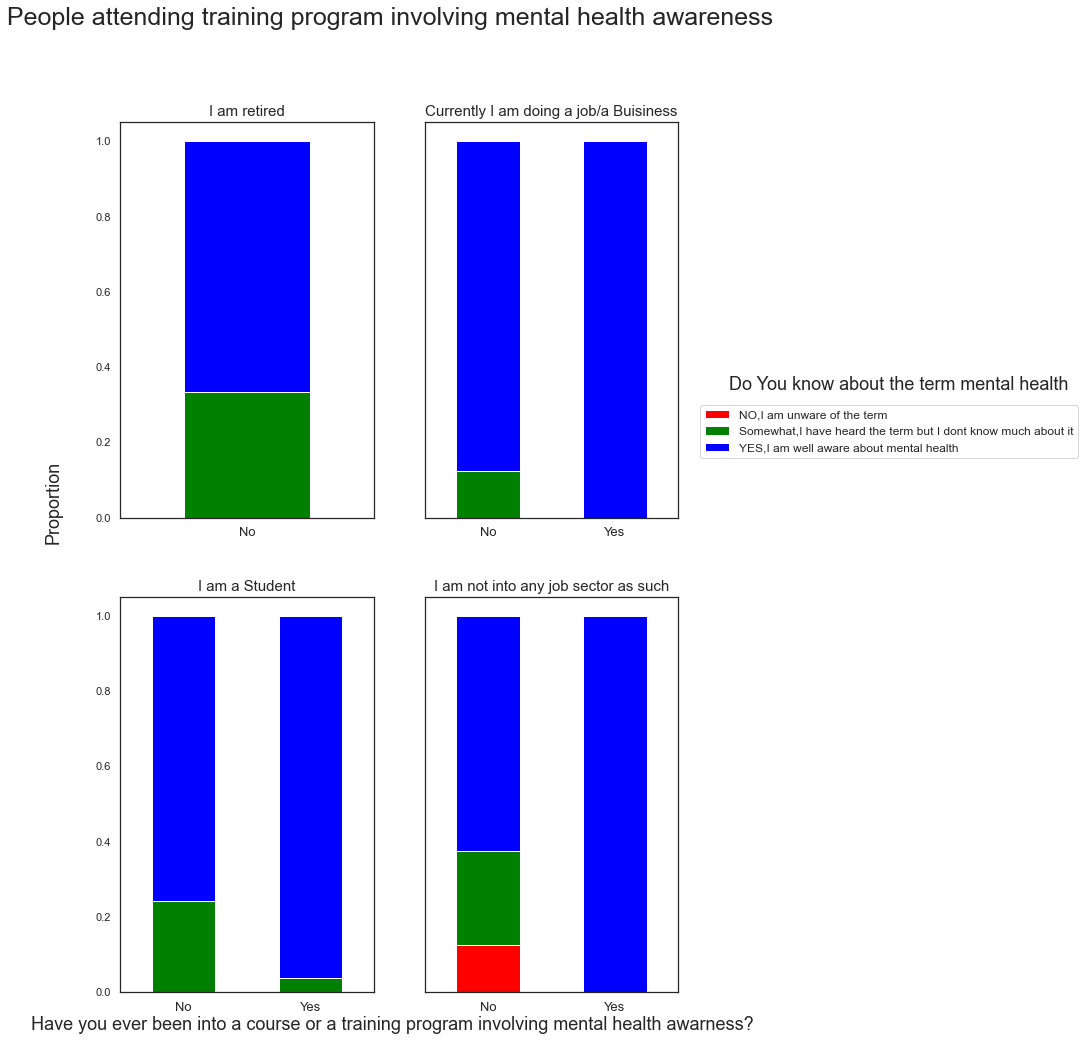 People attending training program involving mental health awareness
I am retired
Currently I am doing a job/a Buisiness
1.0
0.8
0.6
0.4
0.2
0.0
Proportion
No
No
Yes
Do You know about the term mental health
NO,I am unware of the term
Somewhat,I have heard the term but I dont know much about it
YES,I am well aware about mental health
I am a Student
I am not into any job sector as such
1.0
0.8
0.6
0.4
0.2
0.0
No
Yes
No
Yes
Have you ever been into a course or a training program involving mental health awarness?